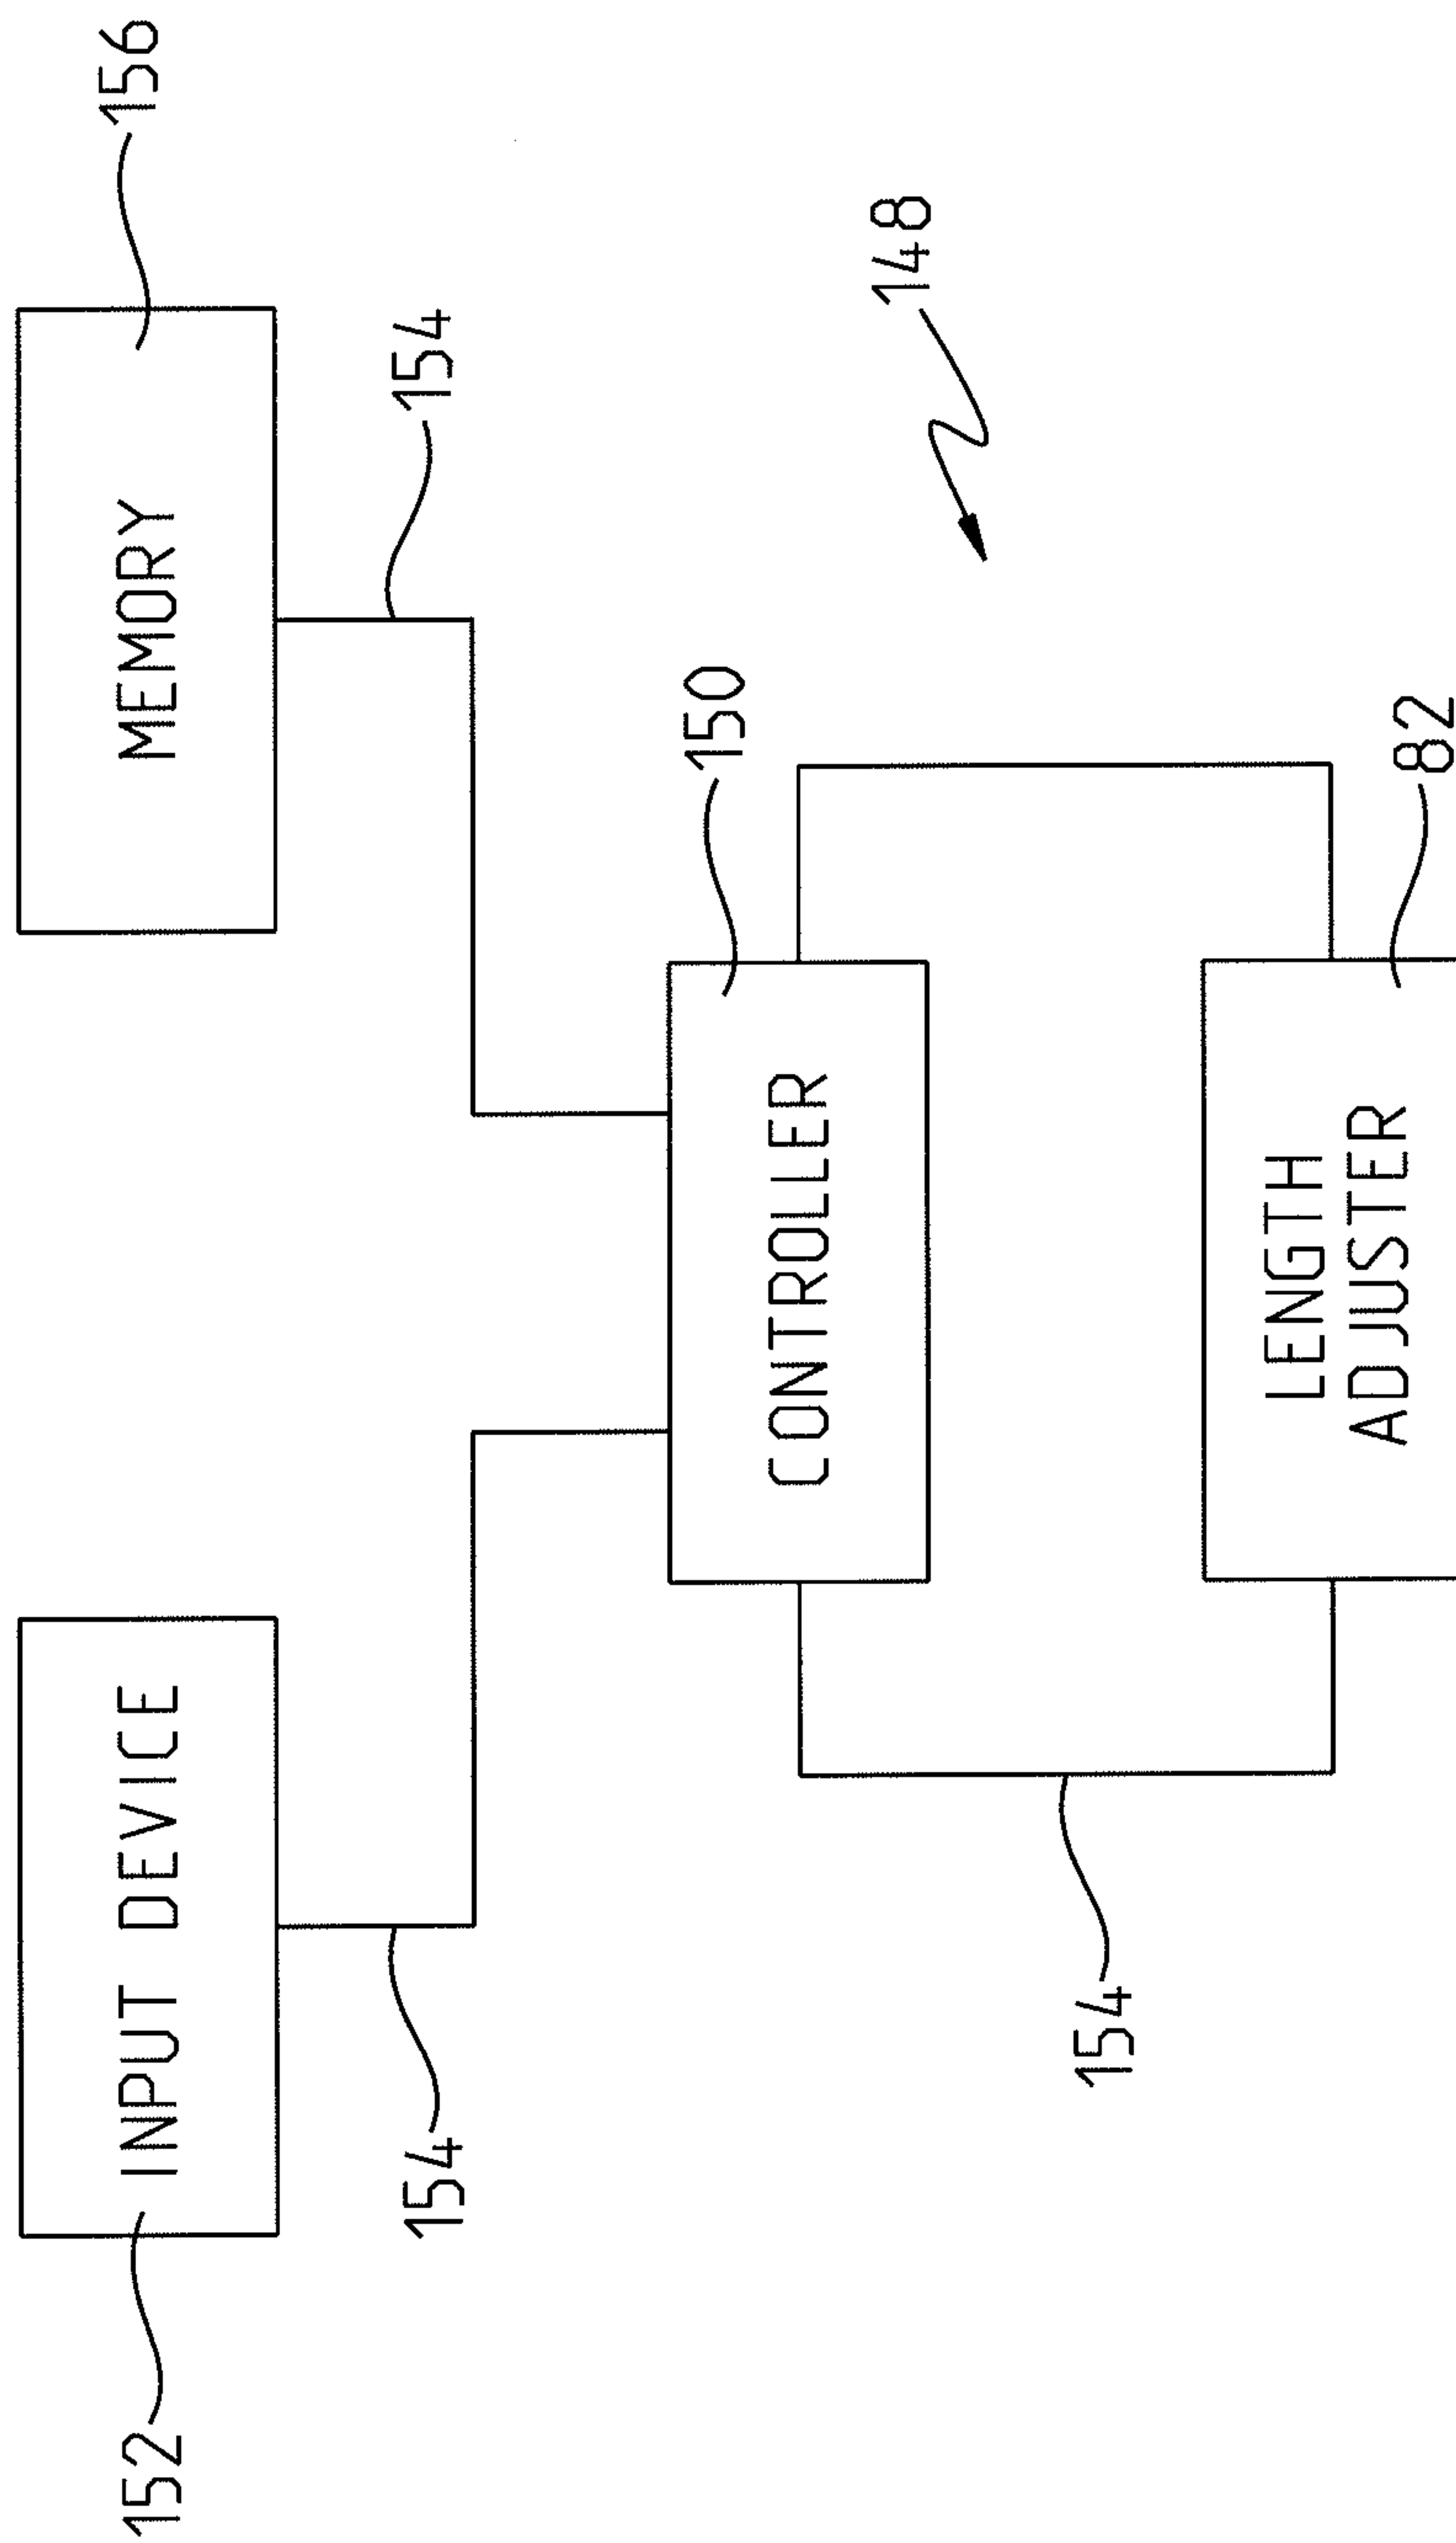 152
INPUT DEVICE
MEMORY
156
154
154
150
CONTROLLER
148
154
LENGTH
ADJUSTER
82